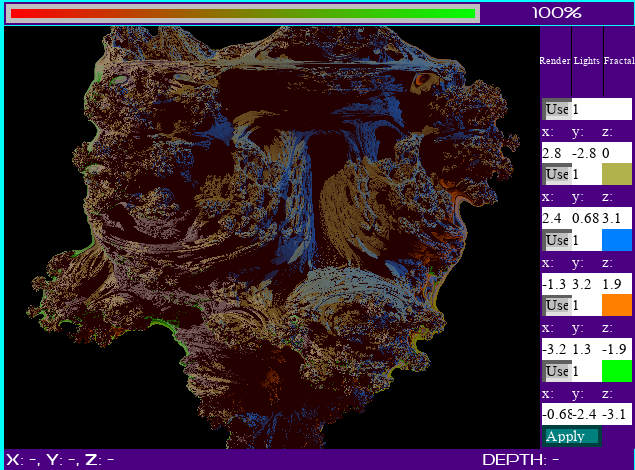 100%
Render Lights Fractal
Use 1
x: y: z:
2.8 -2.8 0
Use 1
x: y: z:
2.4 0.68 3.1
Use 1
x: y: z:
-1.3 3.2 1.9
Use 1
x: y: z:
-3.2 1.3 -1.9
Use 1
x: y: z:
-0.68 -2.4 -3.1
Apply
X: -, Y: -, Z: -
DEPTH: -